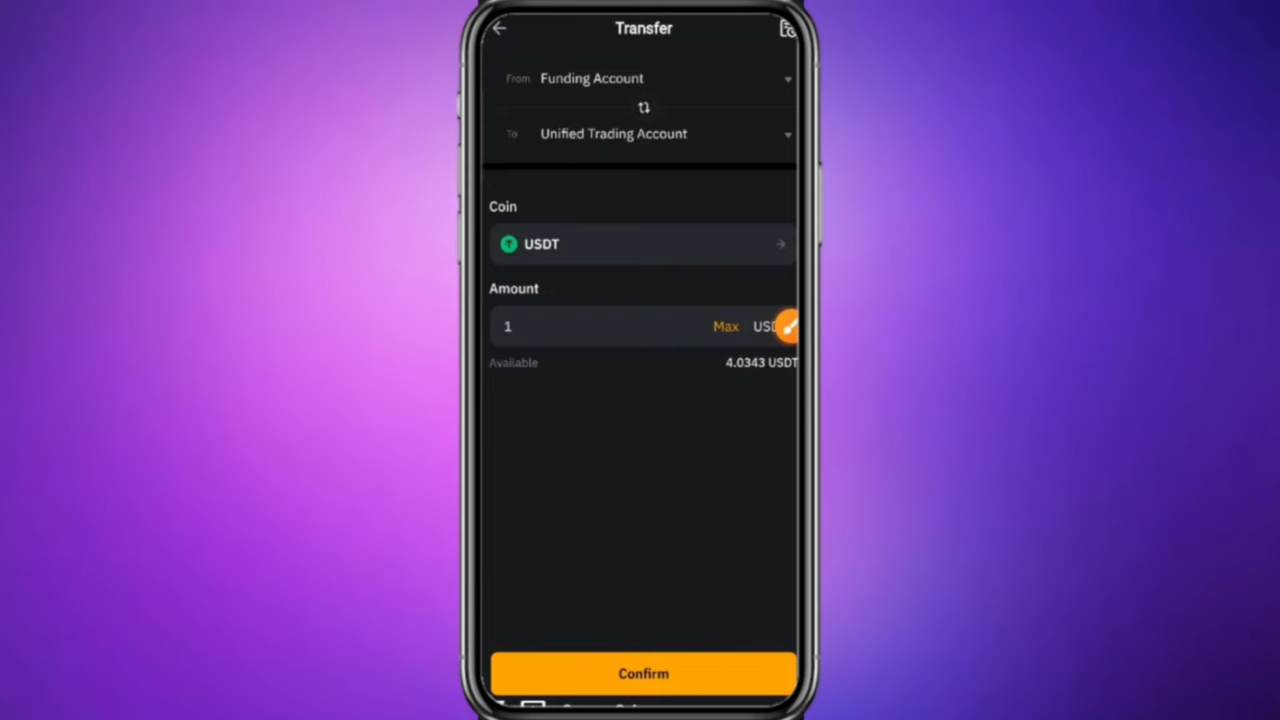 Transfer
From Funding Account
To Unified Trading Account
Coin
USDT
Amount
1 Max
Available 4.0343 USDT
Confirm